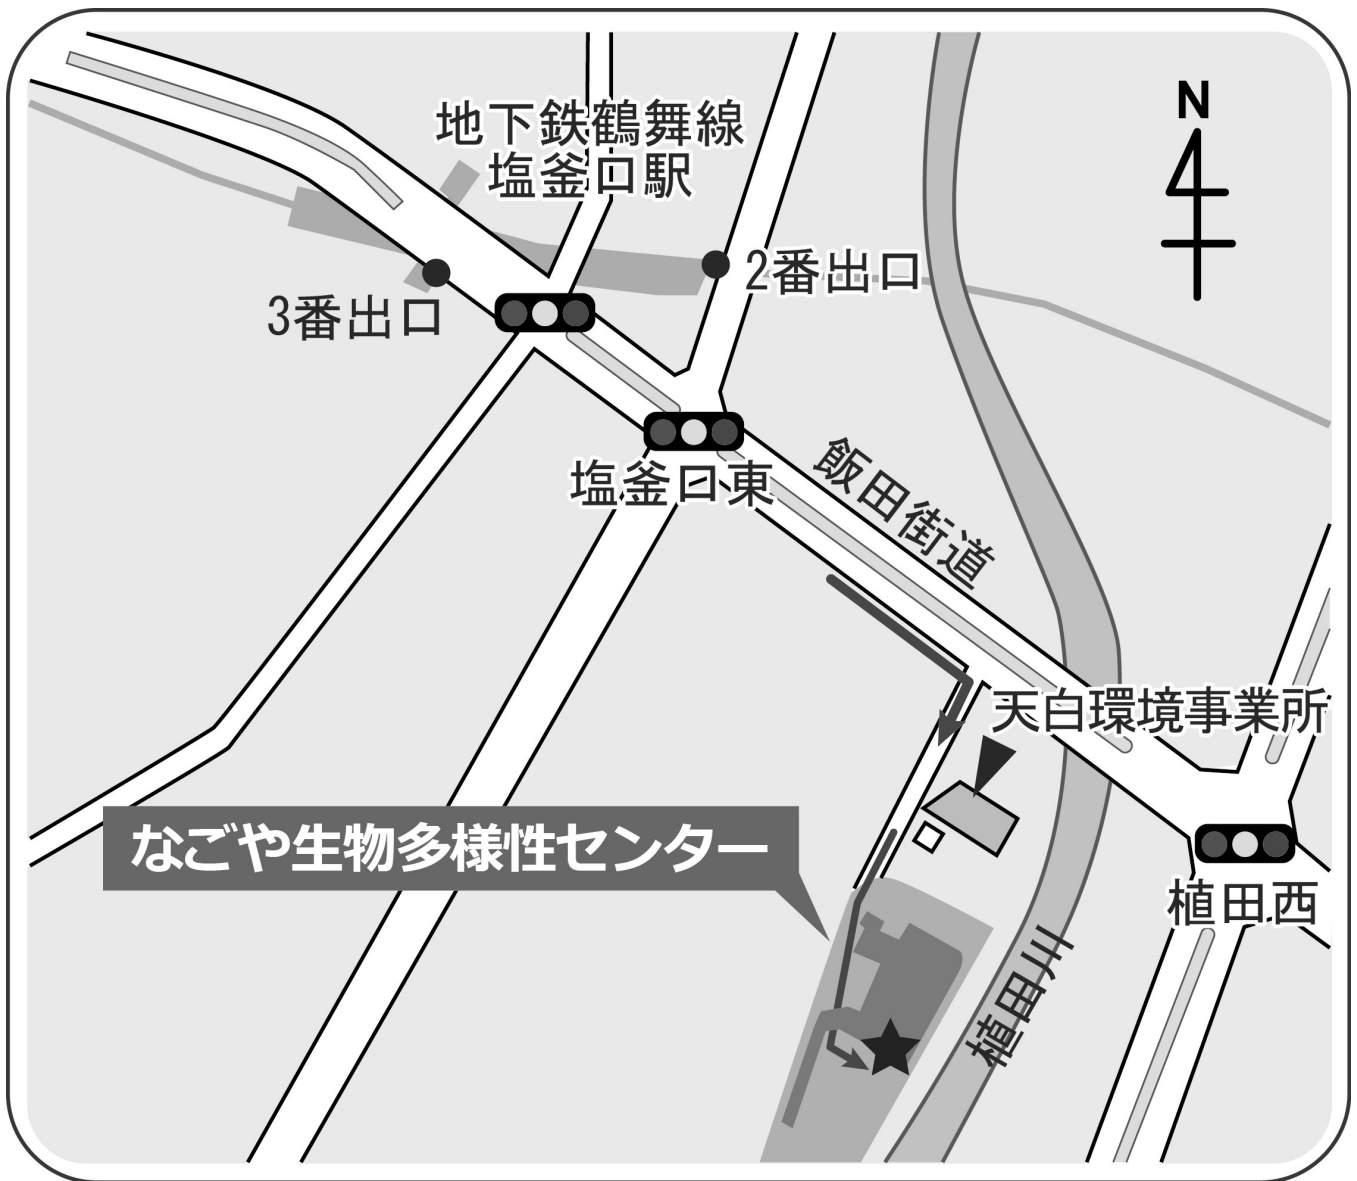 N
地下鉄鶴舞線
塩釜口駅
2番出口
3番出口
塩釜口東
飯田街道
天白環境事業所
なごや生物多様性センター
植田西
植田川